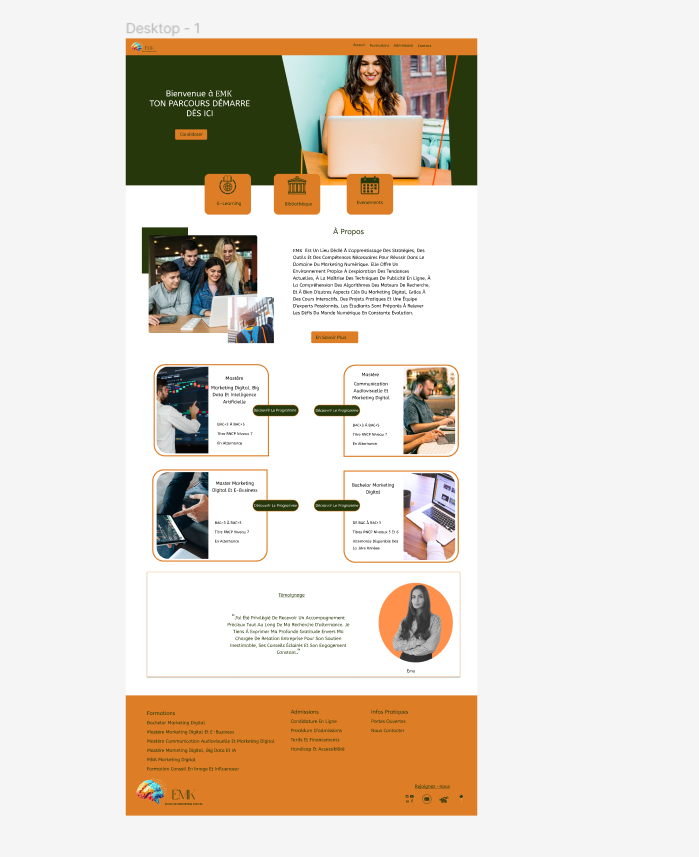 Desktop - 1
EMK
Accueil Formations Admissions Contact
Bienvenue à EMK
TON PARCOURS DÉMARRE
DÈS ICI
Candidater
E-Learning
Bibliothèque
Evénements
À Propos
EMK Est Un Lieu Dédié À L'apprentissage Des Stratégies, Des
Outils Et Des Compétences Nécessaires Pour Réussir Dans Le
Domaine Du Marketing Numérique. Elle Offre Un
Environnement Propice À L'exploration Des Tendances
Actuelles, À La Maîtrise Des Techniques De Publicité En Ligne, À
La Compréhension Des Algorithmes Des Moteurs De Recherche,
Et À Bien D'autres Aspects Clés Du Marketing Digital. Grâce À
Des Cours Interactifs, Des Projets Pratiques Et Une Équipe
D'experts Passionnés, Les Étudiants Sont Préparés À Relever
Les Défis Du Monde Numérique En Constante Évolution.
En Savoir Plus
Mastère
Marketing Digital, Big
Data Et Intelligence
Artificielle
Découvrir Le Programme
BAC+3 À BAC+5
Titre RNCP Niveau 7
En Alternance
Mastère
Communication
Audiovisuelle Et
Marketing Digital
Découvrir Le Programme
BAC+3 À BAC+5
Titre RNCP Niveau 7
En Alternance
Master Marketing
Digital Et E-Business
Découvrir Le Programme
BAC+3 À BAC+5
Titre RNCP Niveau 7
En Alternance
Bachelor Marketing
Digital
Découvrir Le Programme
DE BAC À BAC+3
Titres RNCP Niveaux 5 Et 6
Alternance Disponible Dès
La 1ère Année
Témoignage
"J'ai Été Privilégié De Recevoir Un Accompagnement
Précieux Tout Au Long De Ma Recherche D'alternance. Je
Tiens À Exprimer Ma Profonde Gratitude Envers Ma
Chargée De Relation Entreprise Pour Son Soutien
Inestimable, Ses Conseils Éclairés Et Son Engagement
Constant."
Ema
Formations
Bachelor Marketing Digital
Mastère Marketing Digital Et E- Business
Mastère Communication Audiovisuelle Et Marketing Digital
Mastère Marketing Digital, Big Data Et IA
MBA Marketing Digital
Formation Conseil En Image Et Influenceur
Admissions
Candidature En Ligne
Procédure D'admissions
Tarifs Et Financements
Handicap Et Accessibilité
Infos Pratiques
Portes Ouvertes
Nous Contacter
EMK
Rejoignez -nous